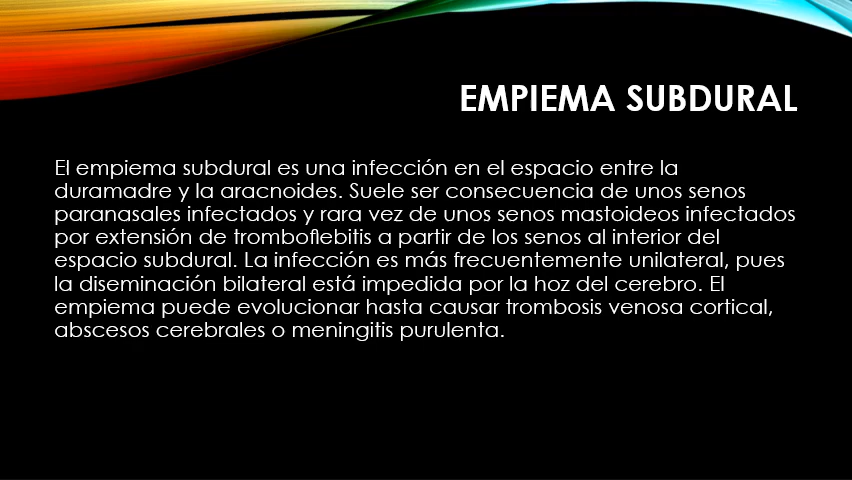 EMPIEMA SUBDURAL
El empiema subdural es una infección en el espacio entre la
duramadre y la aracnoides. Suele ser consecuencia de unos senos
paranasales infectados y rara vez de unos senos mastoideos infectados
por extensión de tromboflebitis a partir de los senos al interior del
espacio subdural. La infección es más frecuentemente unilateral, pues
la diseminación bilateral está impedida por la hoz del cerebro. El
empiema puede evolucionar hasta causar trombosis venosa cortical,
abscesos cerebrales o meningitis purulenta.